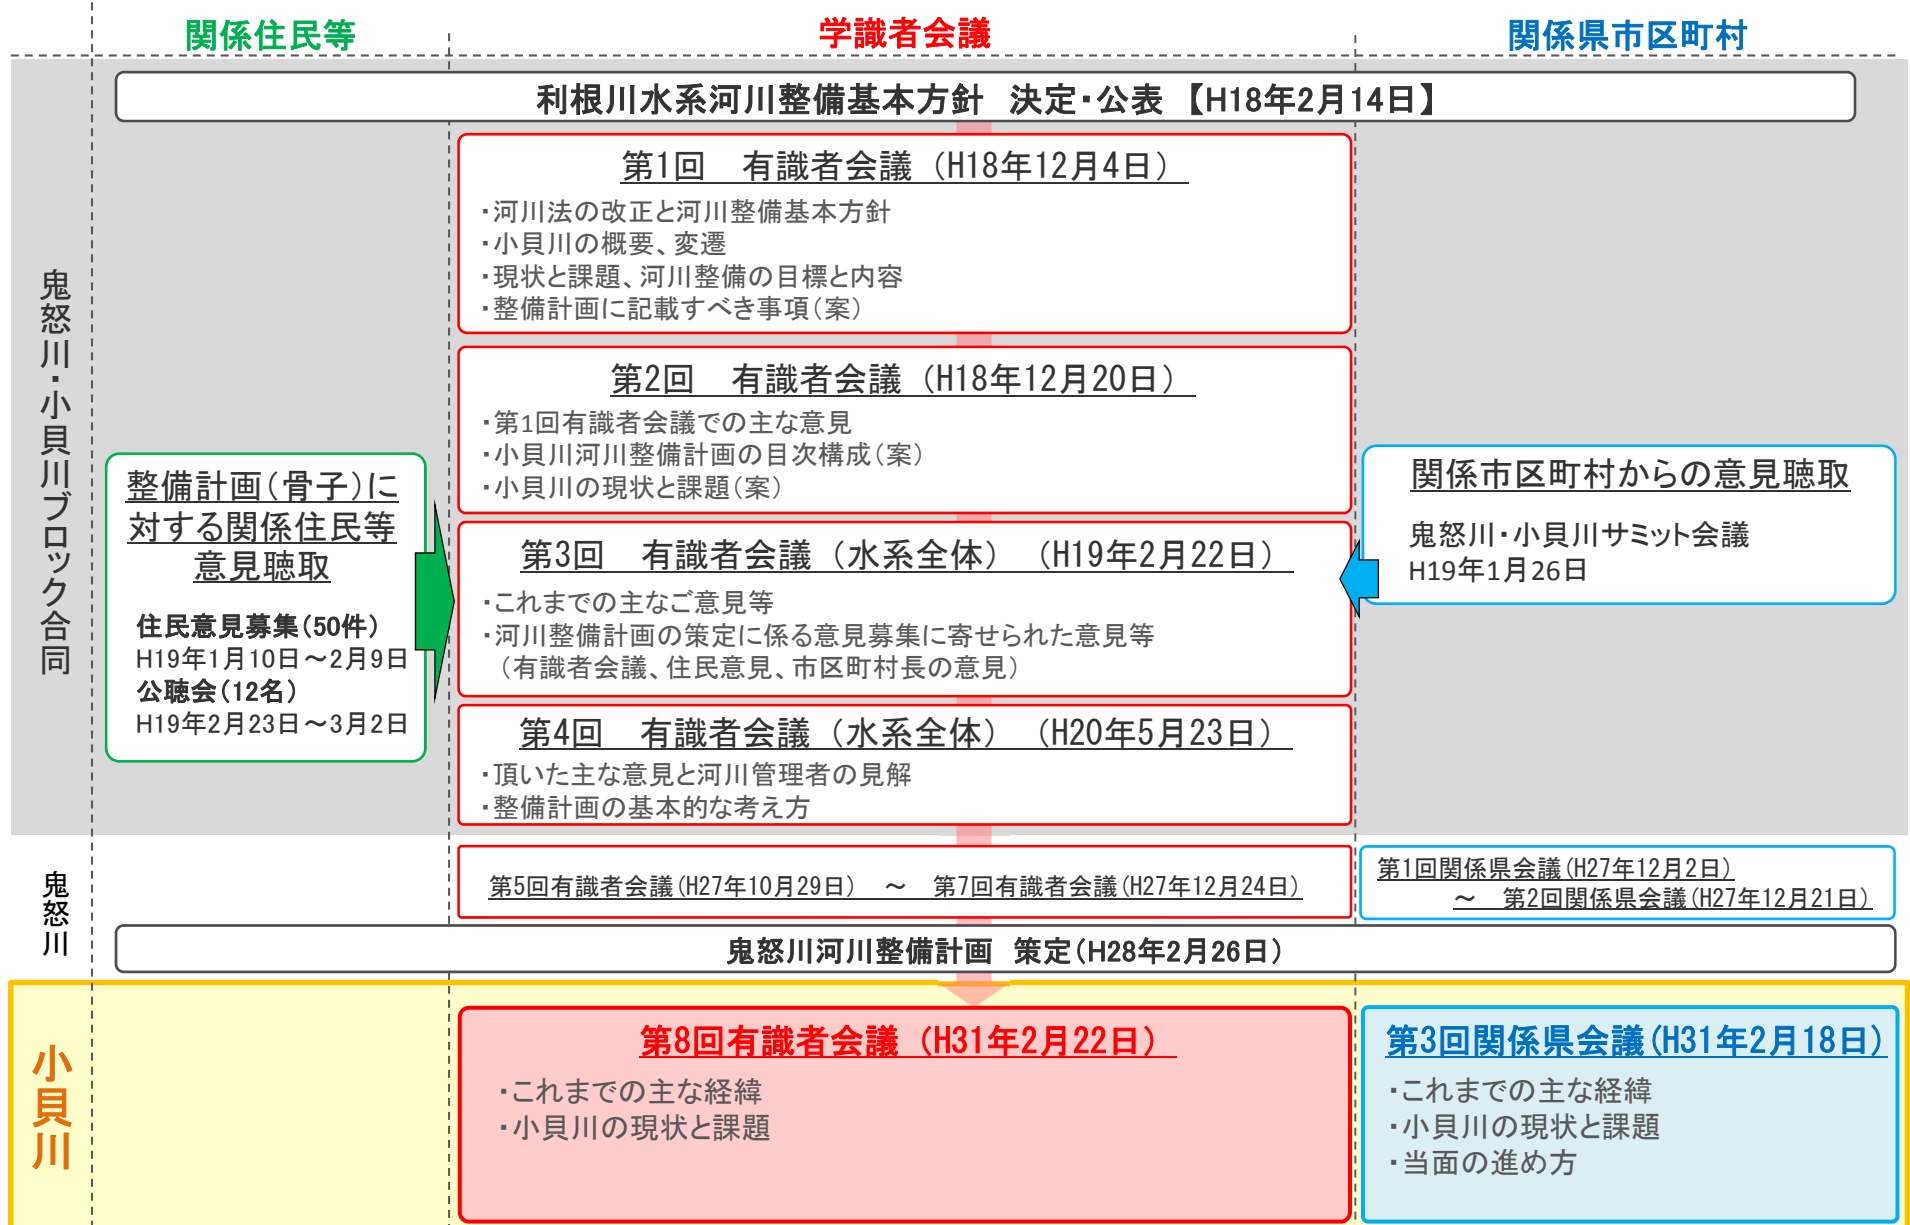 関係住民等
学識者会議
関係県市区町村
利根川水系河川整備基本方針 決定・公表 【H18年2月14日】
鬼怒川・小貝川ブロック合同
第1回 有識者会議 (H18年12月4日)
・河川法の改正と河川整備基本方針
・小貝川の概要、変遷
・現状と課題、河川整備の目標と内容
・整備計画に記載すべき事項(案)
第2回 有識者会議 (H18年12月20日)
・第1回有識者会議での主な意見
・小貝川河川整備計画の目次構成(案)
・小貝川の現状と課題(案)
整備計画(骨子)に
対する関係住民等
意見聴取
住民意見募集(50件)
H19年1月10日～2月9日
公聴会(12名)
H19年2月23日～3月2日
第3回 有識者会議 (水系全体) (H19年2月22日)
・これまでの主なご意見等
・河川整備計画の策定に係る意見募集に寄せられた意見等
(有識者会議、住民意見、市区町村長の意見)
関係市区町村からの意見聴取
鬼怒川・小貝川サミット会議
H19年1月26日
第4回 有識者会議 (水系全体) (H20年5月23日)
・頂いた主な意見と河川管理者の見解
・整備計画の基本的な考え方
鬼怒川
第5回有識者会議(H27年10月29日) ～ 第7回有識者会議(H27年12月24日)
第1回関係県会議(H27年12月2日)
～ 第2回関係県会議(H27年12月21日)
鬼怒川河川整備計画 策定(H28年2月26日)
小貝川
第8回有識者会議 (H31年2月22日)
・これまでの主な経緯
・小貝川の現状と課題
第3回関係県会議(H31年2月18日)
・これまでの主な経緯
・小貝川の現状と課題
・当面の進め方